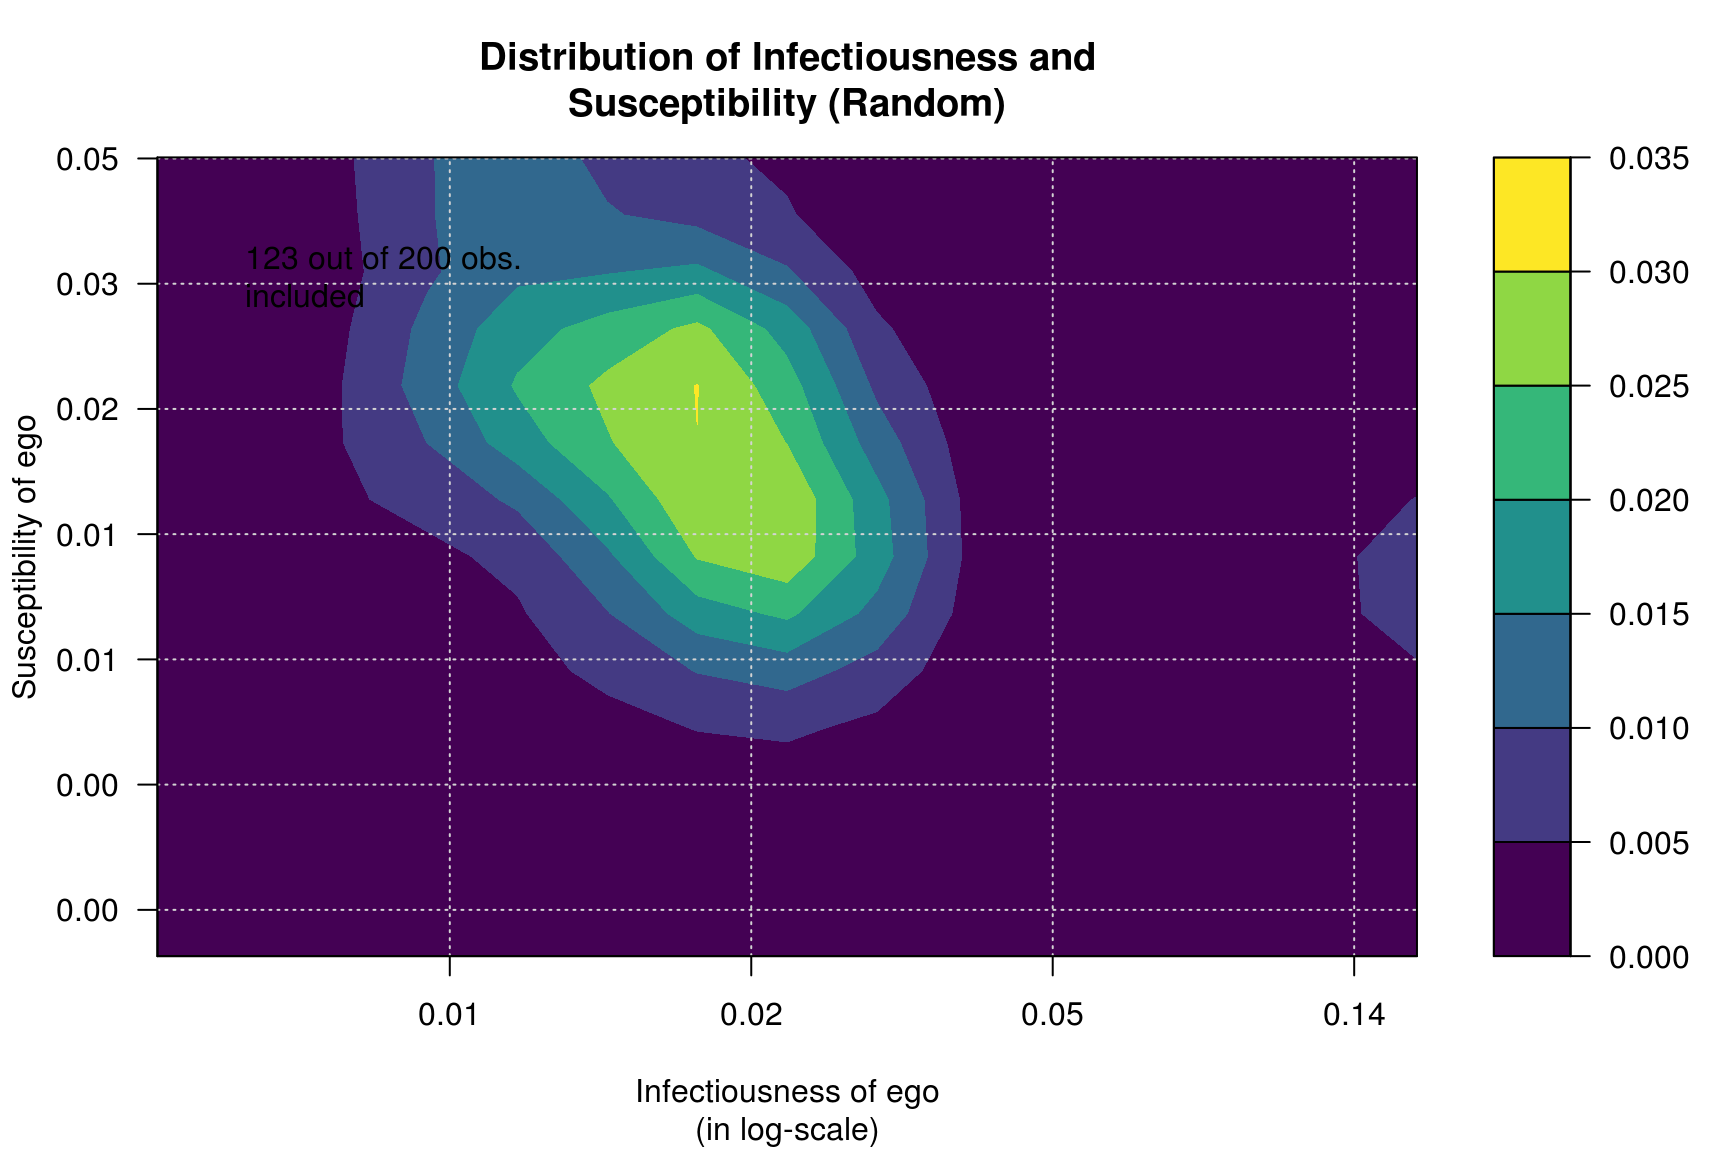 Distribution of Infectiousness and
Susceptibility (Random)
123 out of 200 obs.
included
Susceptibility of ego
0.05
0.03
0.02
0.01
0.01
0.00
0.00
0.01
0.02
0.05
0.14
Infectiousness of ego
(in log-scale)
0.035
0.030
0.025
0.020
0.015
0.010
0.005
0.000